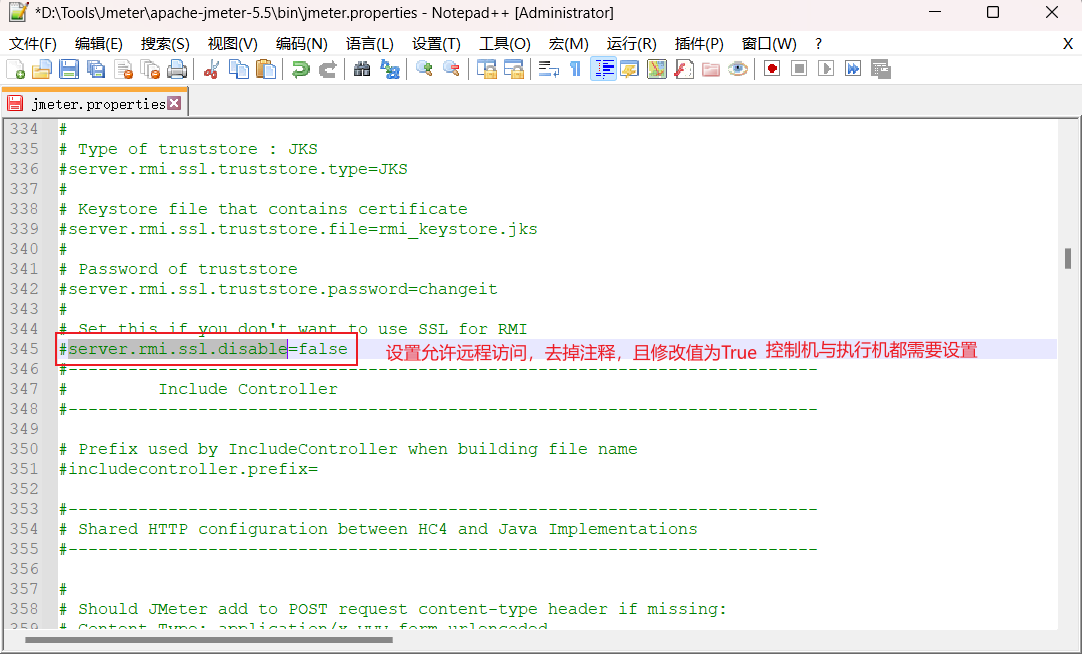 *D:\Tools\Jmeter\apache-jmeter-5.5\bin\jmeter.properties - Notepad++ [Administrator]
文件(F) 编辑(E) 搜索(S) 视图(V) 编码(N) 语言(L) 设置(T) 工具(O) 宏(M) 运行(R) 插件(P) 窗口(W) ? X
jmeter.properties
334 #
335 # Type of truststore : JKS
336 #server.rmi.ssl.truststore.type=JKS
337 #
338 # Keystore file that contains certificate
339 #server.rmi.ssl.truststore.file=rmi_keystore.jks
340 #
341 # Password of truststore
342 #server.rmi.ssl.truststore.password=changeit
343 #
344 # Set this if you don't want to use SSL for RMI
345 #server.rmi.ssl.disable=false 设置允许远程访问，去掉注释，且修改值为True 控制机与执行机都需要设置
346 #---------------------------------------------------------------------------
347 # Include Controller
348 #---------------------------------------------------------------------------
349
350 # Prefix used by IncludeController when building file name
351 #includecontroller.prefix=
352
353 #---------------------------------------------------------------------------
354 # Shared HTTP configuration between HC4 and Java Implementations
355 #---------------------------------------------------------------------------
356
357 #
358 # Should JMeter add to POST request content-type header if missing:
359 # Content-Type: application/x-www-form-urlencoded